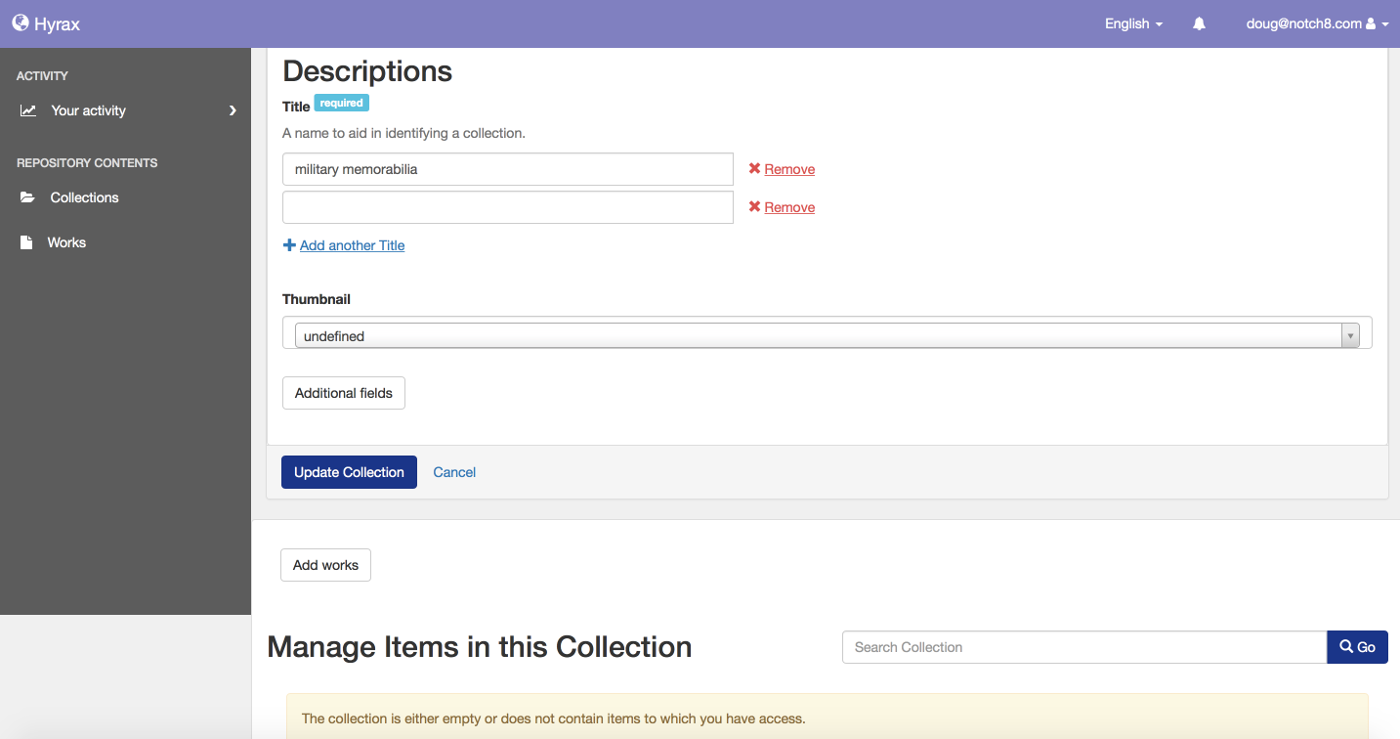 Hyrax
English
doug@notch8.com
ACTIVITY
Your activity
REPOSITORY CONTENTS
Collections
Works
Descriptions
Title required
A name to aid in identifying a collection.
military memorabilia
Remove
Remove
Add another Title
Thumbnail
undefined
Additional fields
Update Collection
Cancel
Add works
Manage Items in this Collection
Search Collection
Go
The collection is either empty or does not contain items to which you have access.